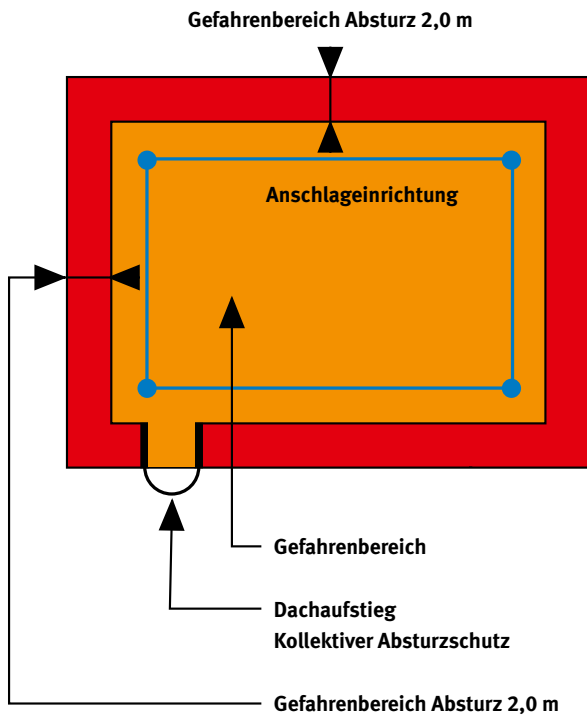 Gefahrenbereich Absturz 2,0 m
Anschlageinrichtung
Gefahrenbereich
Dachaufstieg
Kollektiver Absturzschutz
Gefahrenbereich Absturz 2,0 m